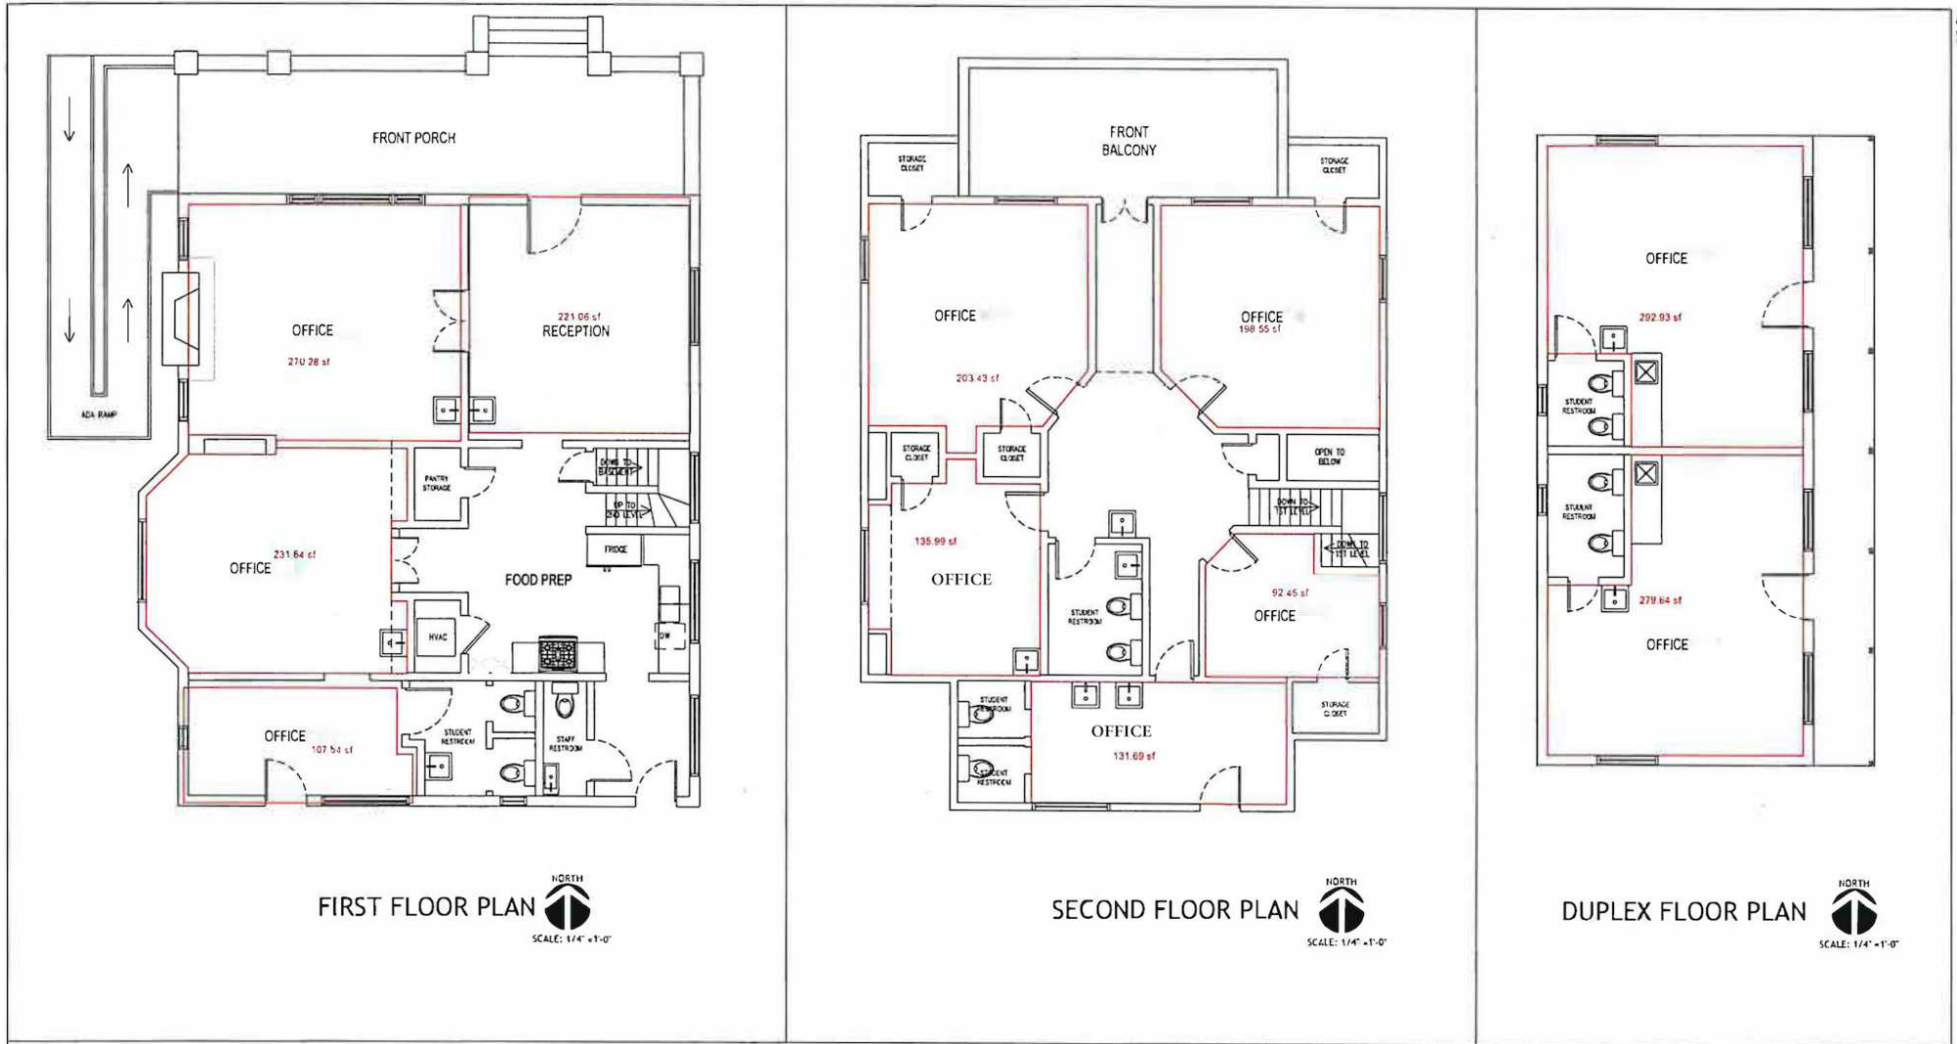 FRONT PORCH
ADA RAMP
OFFICE
270.28 sf
221.06 sf
RECEPTION
PANTRY
STORAGE
DOWN TO
BASEMENT
UP TO
2ND LEVEL
231.64 sf
OFFICE
FRIDGE
FOOD PREP
HVAC
DW
OFFICE
107.54 sf
STUDENT
RESTROOM
STAFF
RESTROOM
FIRST FLOOR PLAN
NORTH
SCALE: 1/4" =1'-0"
FRONT
BALCONY
STORAGE
CLOSET
STORAGE
CLOSET
OFFICE
203.43 sf
OFFICE
198.55 sf
STORAGE
CLOSET
STORAGE
CLOSET
OPEN TO
BELOW
DOWN TO
1ST LEVEL
DOWN TO
1ST LEVEL
135.99 sf
OFFICE
STUDENT
RESTROOM
92.45 sf
OFFICE
STUDENT
RESTROOM
STUDENT
RESTROOM
OFFICE
131.69 sf
STORAGE
CLOSET
SECOND FLOOR PLAN
NORTH
SCALE: 1/4" =1'-0"
OFFICE
292.93 sf
STUDENT
RESTROOM
STUDENT
RESTROOM
279.64 sf
OFFICE
DUPLEX FLOOR PLAN
NORTH
SCALE: 1/4" =1'-0"